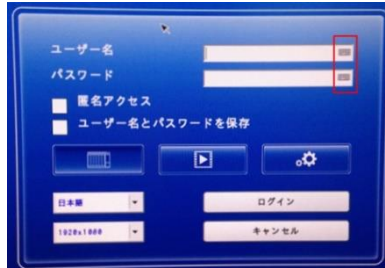 ユーザー名
パスワード
匿名アクセス
ユーザー名とパスワードを保存
日本語
ログイン
1920x1080
キャンセル